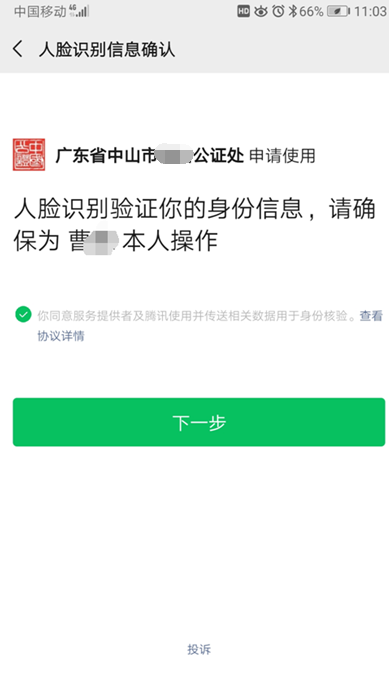 中国移动 4G HD 66% 11:03
人脸识别信息确认
广东省中山市 公证处 申请使用
人脸识别验证你的身份信息，请确
保为 曹 本人操作
你同意服务提供者及腾讯使用并传送相关数据用于身份核验。查看
协议详情
下一步
投诉